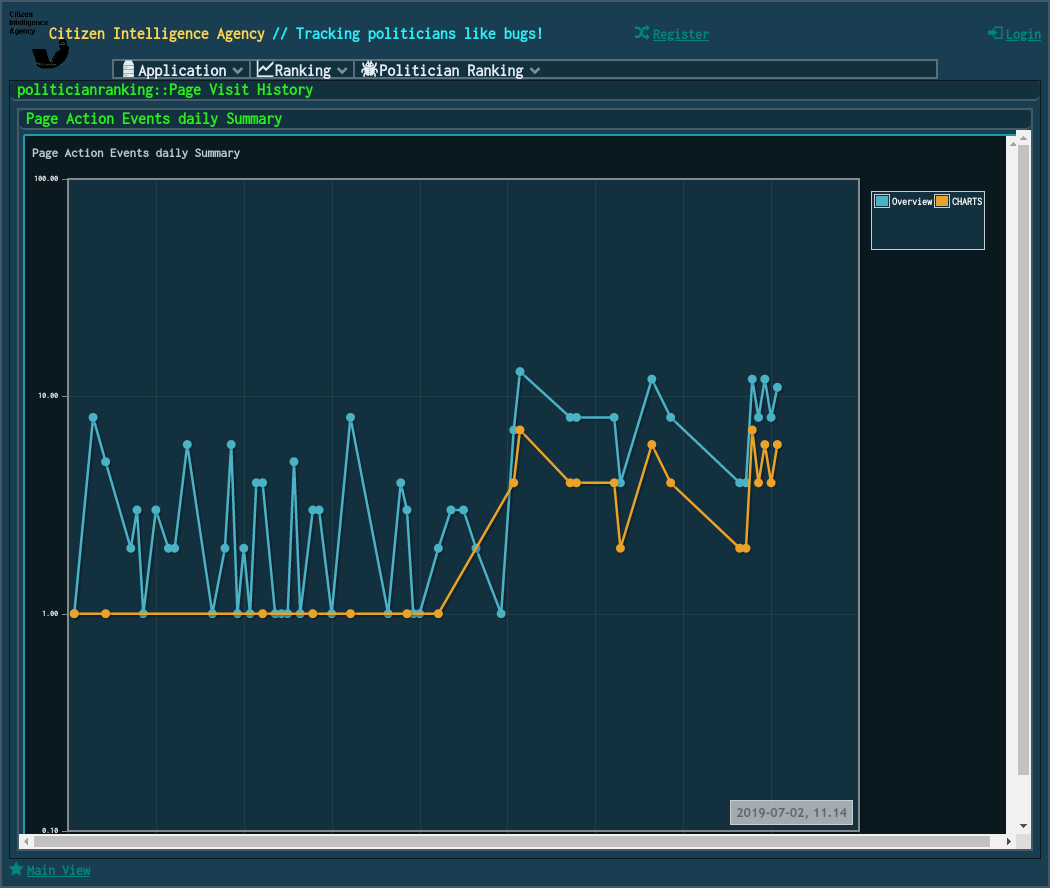 Citizen
Intelligence
Agency
Citizen Intelligence Agency // Tracking politicians like bugs!
Register
Login
Application
Ranking
Politician Ranking
politicianranking::Page Visit History
Page Action Events daily Summary
Page Action Events daily Summary
100.00
Overview
CHARTS
10.00
1.00
2019-07-02, 11.14
0.10
Main View